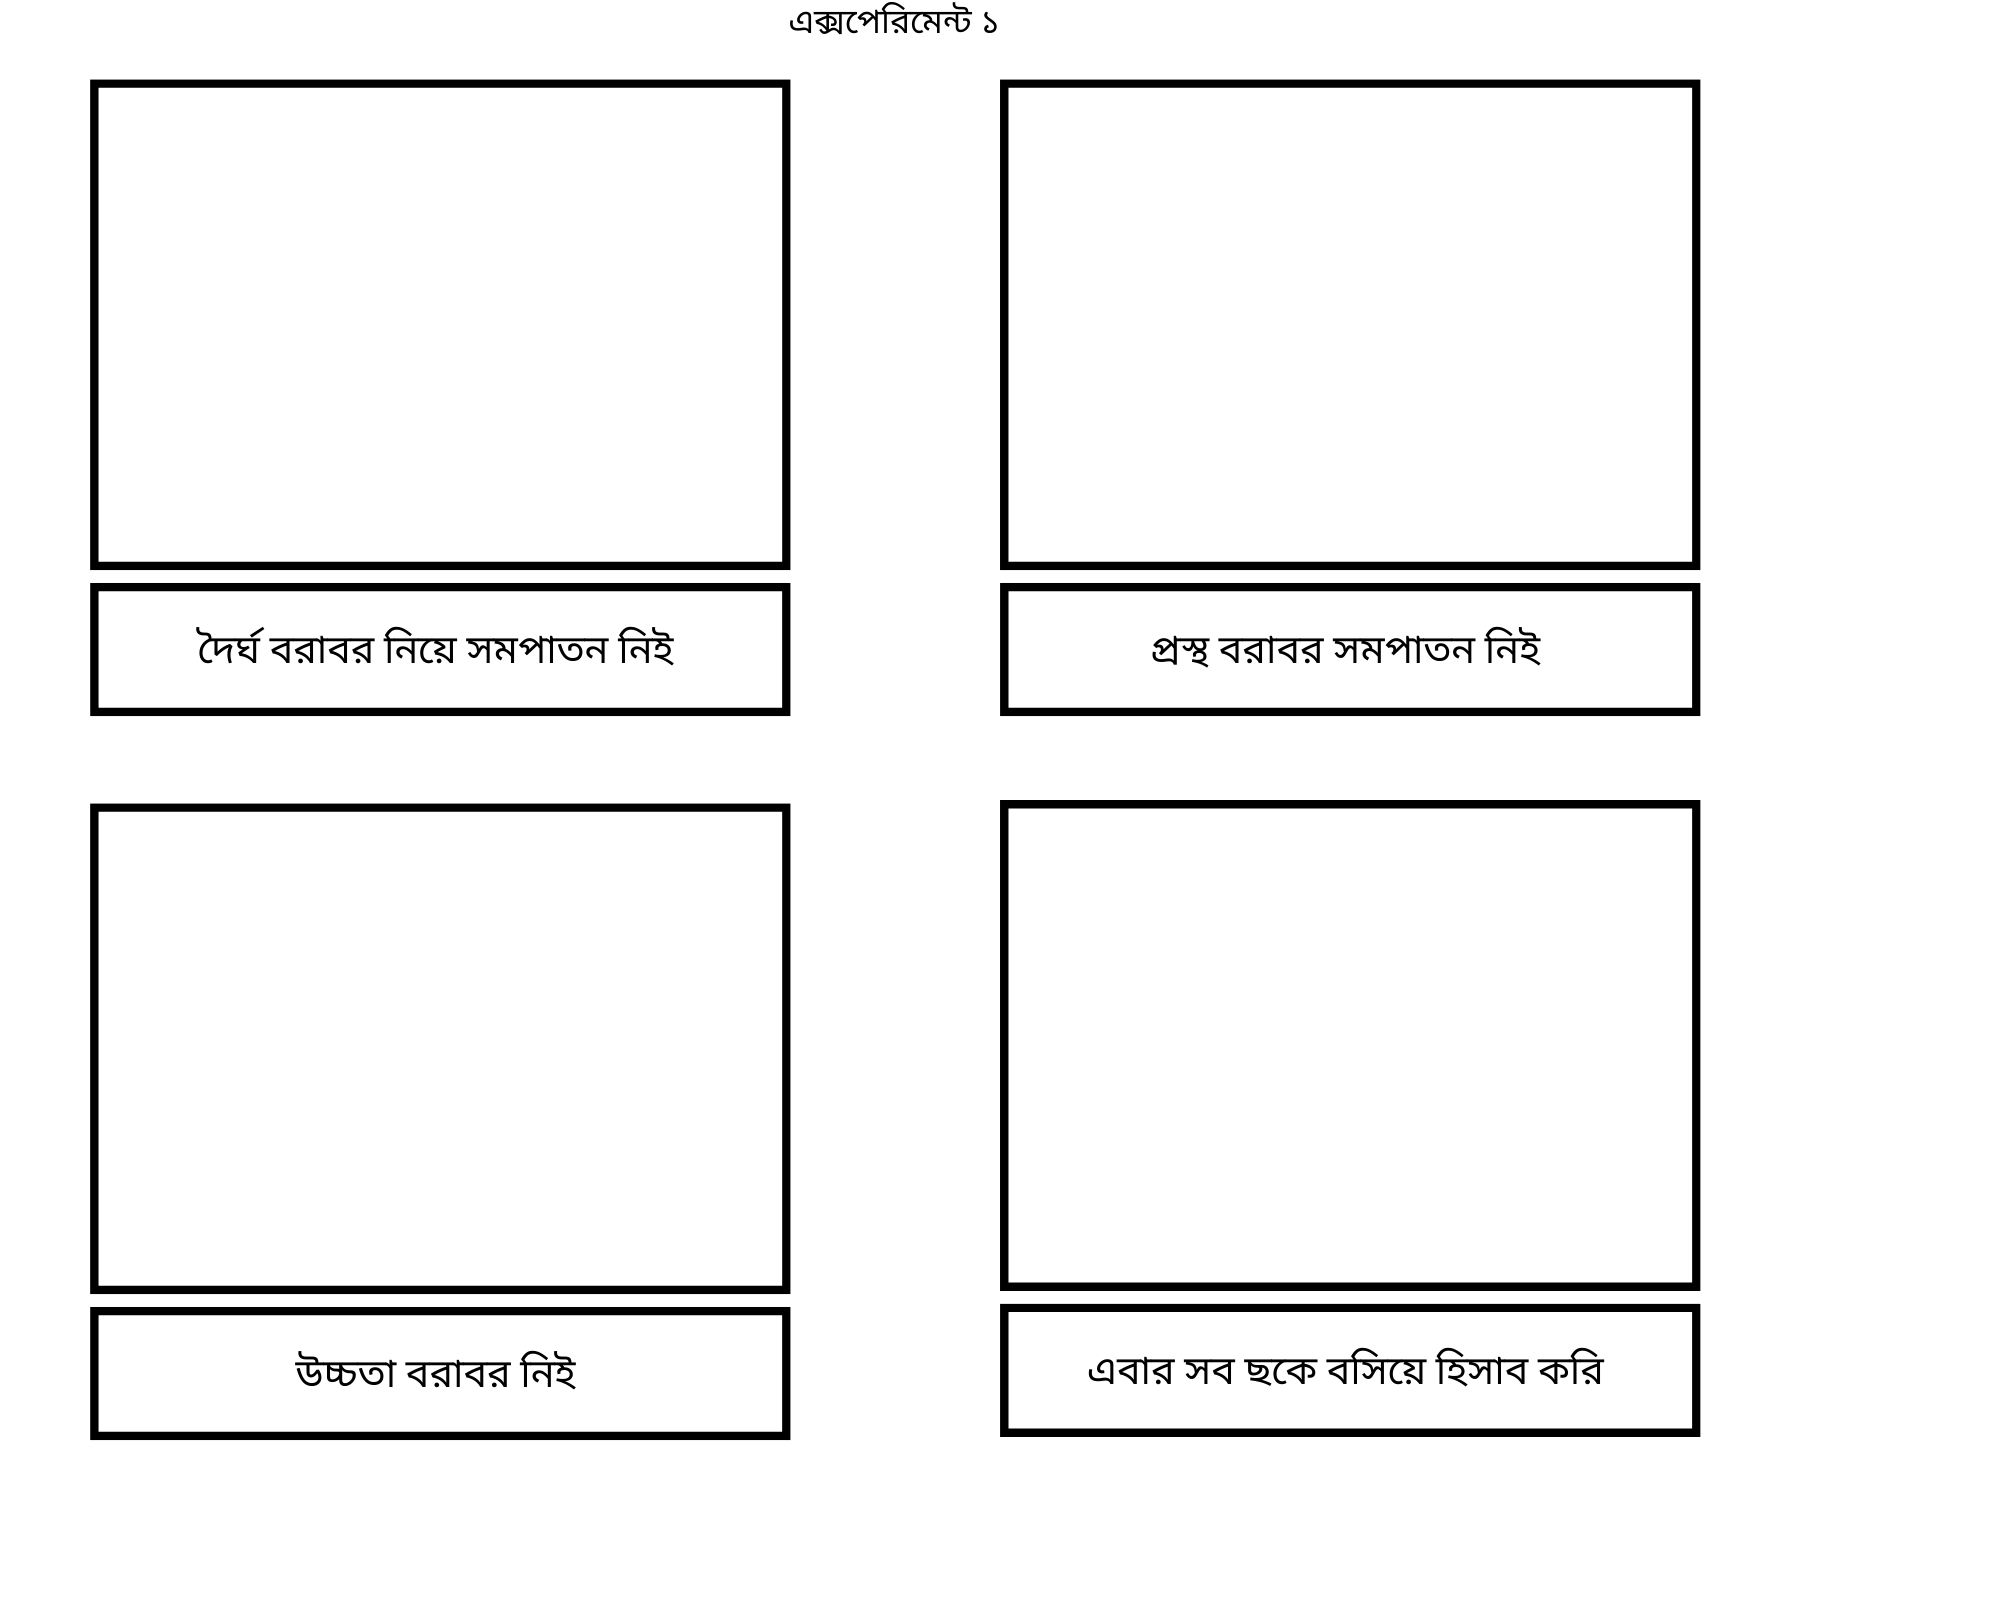 এক্সপেরিমেন্ট ১
দৈর্ঘ বরাবর নিয়ে সমপাতন নিই
প্রস্থ বরাবর সমপাতন নিই
উচ্চতা বরাবর নিই
এবার সব ছকে বসিয়ে হিসাব করি